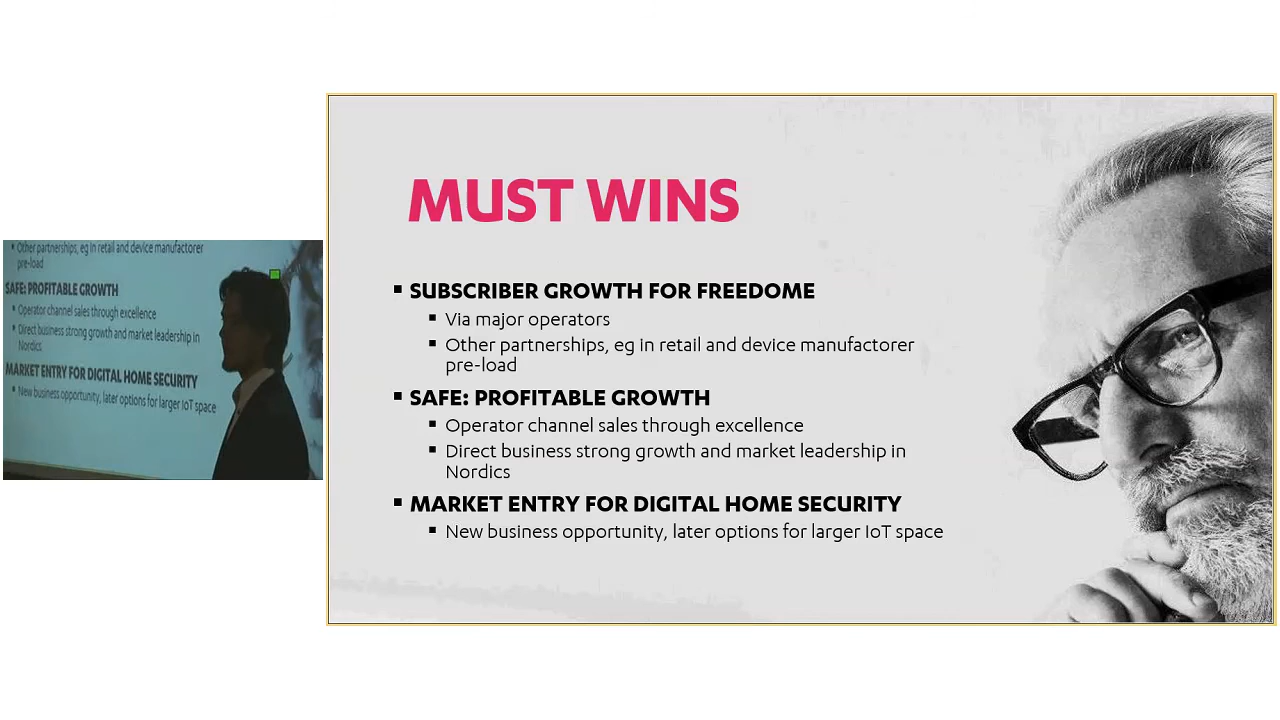 MUST WINS
SUBSCRIBER GROWTH FOR FREEDOME
Via major operators
Other partnerships, eg in retail and device manufactorer
pre-load
SAFE: PROFITABLE GROWTH
Operator channel sales through excellence
Direct business strong growth and market leadership in
Nordics
MARKET ENTRY FOR DIGITAL HOME SECURITY
New business opportunity, later options for larger IoT space
Other partnerships, eg in retail and device manufactorer
pre-load
SAFE: PROFITABLE GROWTH
Operator channel sales through excellence
Direct business strong growth and market leadership in
Nordics
MARKET ENTRY FOR DIGITAL HOME SECURITY
New business opportunity, later options for larger IoT space